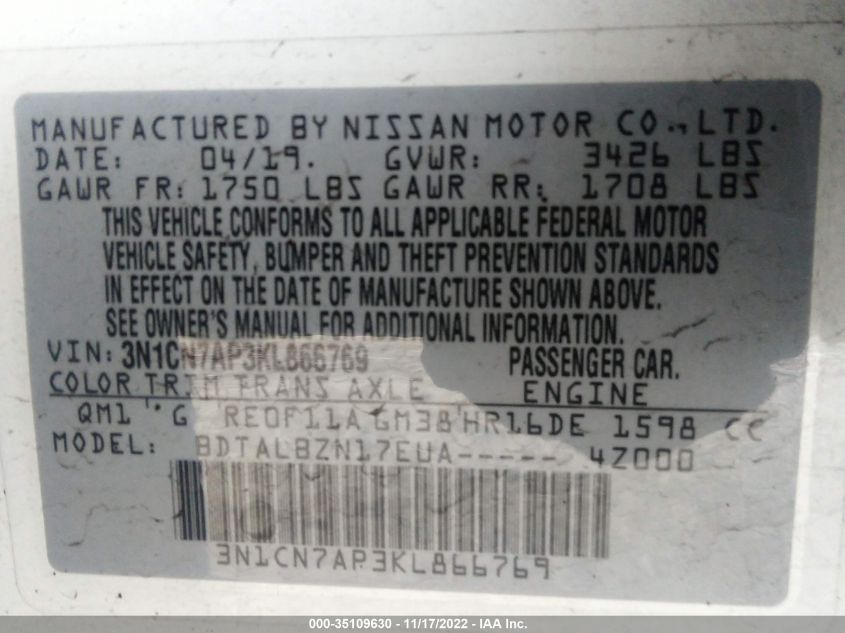 MANUFACTURED BY NISSAN MOTOR CO., LTD.
DATE: 04/19. GVWR: 3426 LBS
GAWR FR: 1750 LBS GAWR RR: 1708 LBS
THIS VEHICLE CONFORMS TO ALL APPLICABLE FEDERAL MOTOR
VEHICLE SAFETY, BUMPER AND THEFT PREVENTION STANDARDS
IN EFFECT ON THE DATE OF MANUFACTURE SHOWN ABOVE.
SEE OWNER'S MANUAL FOR ADDITIONAL INFORMATION.
VIN: 3N1CN7AP3KL866769 PASSENGER CAR.
COLOR TRIM TRANS AXLE ENGINE
QM1 G RE0F11A GM38 HR16DE 1598 CC
MODEL: BDTALBZN17EUA----- 4Z000
3N1CN7AP3KL866769
000-35109630 - 11/17/2022 - IAA Inc.